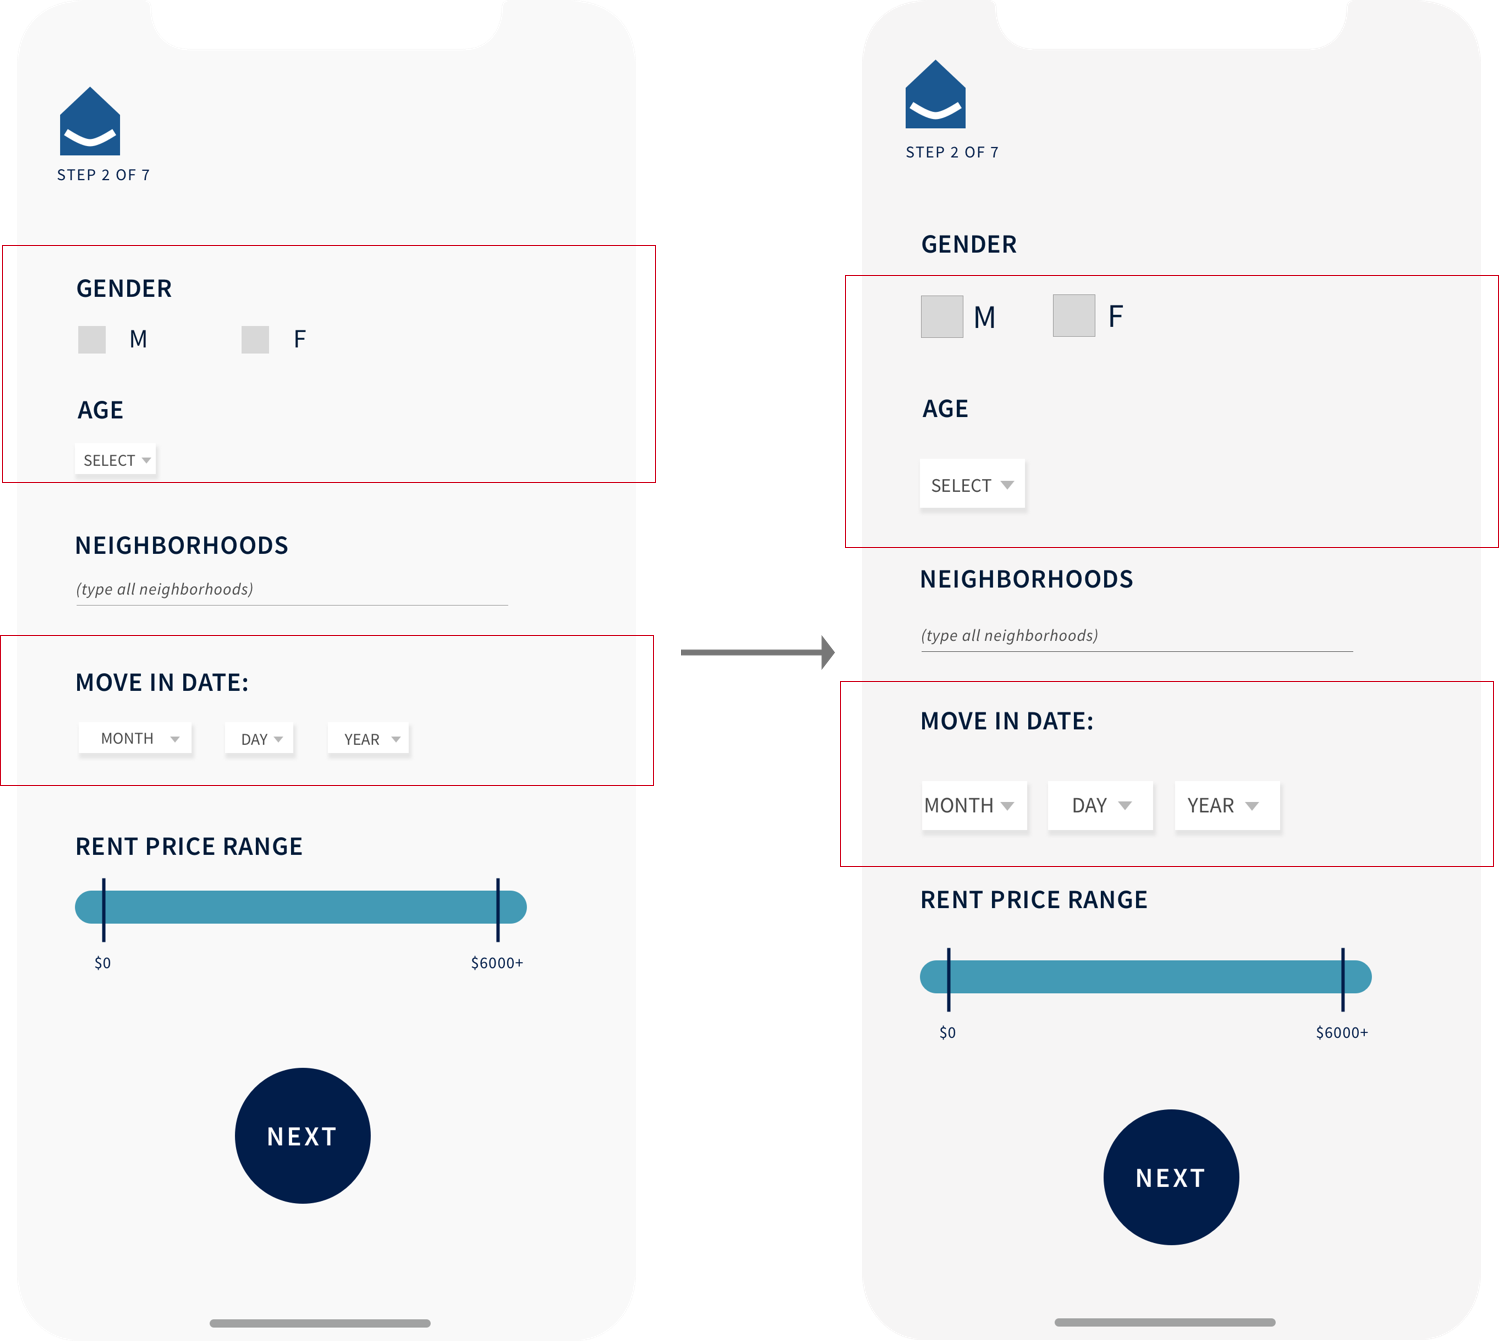 STEP 2 OF 7
GENDER
M F
AGE
SELECT
NEIGHBORHOODS
(type all neighborhoods)
MOVE IN DATE:
MONTH DAY YEAR
RENT PRICE RANGE
$0 $6000+
NEXT
STEP 2 OF 7
GENDER
M F
AGE
SELECT
NEIGHBORHOODS
(type all neighborhoods)
MOVE IN DATE:
MONTH DAY YEAR
RENT PRICE RANGE
$0 $6000+
NEXT